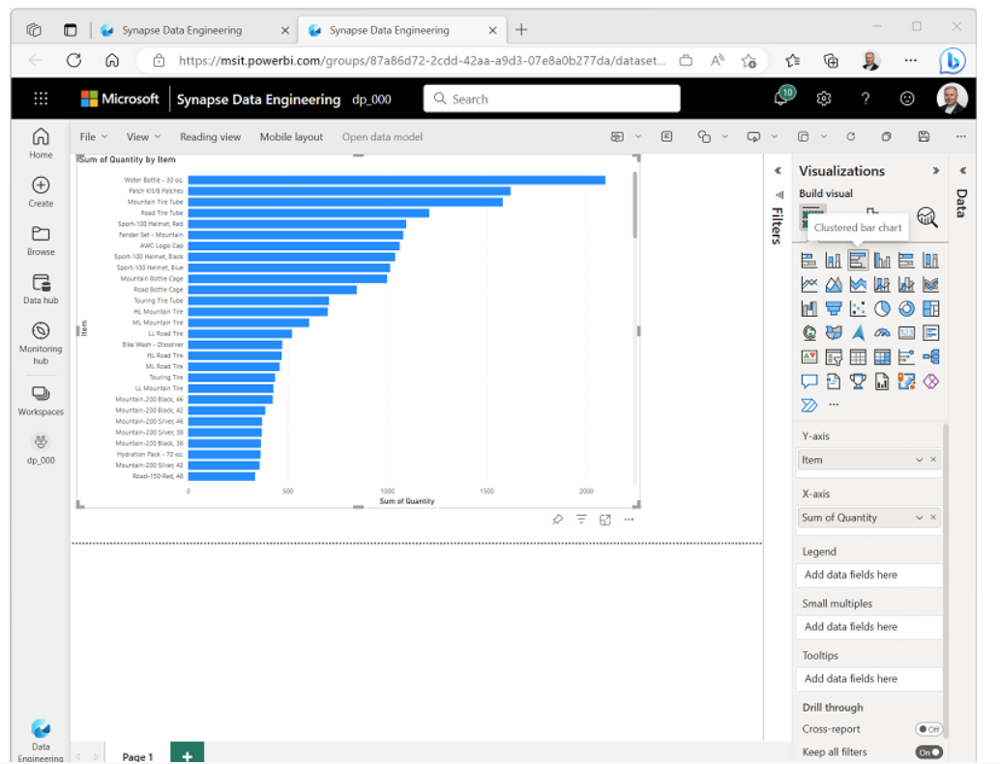 Synapse Data Engineering
Synapse Data Engineering
https://msit.powerbi.com/groups/87a86d72-2cdd-42aa-a9d3-07e8a0b277da/dataset...
Microsoft
Synapse Data Engineering
dp_000
Search
10
?
File
View
Reading view
Mobile layout
Open data model
Home
Create
Browse
Data hub
Monitoring
hub
Workspaces
dp_000
Data
Engineering
Sum of Quantity by Item
Item
Water Bottle - 30 oz.
Patch Kit/8 Patches
Mountain Tire Tube
Road Tire Tube
Sport-100 Helmet, Red
Fender Set - Mountain
AWC Logo Cap
Sport-100 Helmet, Black
Sport-100 Helmet, Blue
Mountain Bottle Cage
Road Bottle Cage
Touring Tire Tube
HL Mountain Tire
ML Mountain Tire
LL Road Tire
Bike Wash - Dissolver
HL Road Tire
ML Road Tire
Touring Tire
LL Mountain Tire
Mountain-200 Black, 46
Mountain-200 Black, 42
Mountain-200 Silver, 46
Mountain-200 Silver, 38
Mountain-200 Black, 38
Hydration Pack - 70 oz.
Mountain-200 Silver, 42
Road-150 Red, 48
0 500 1000 1500 2000
Sum of Quantity
Page 1
Filters
Visualizations
Build visual
Clustered bar chart
123
Y-axis
Item
X-axis
Sum of Quantity
Legend
Add data fields here
Small multiples
Add data fields here
Tooltips
Add data fields here
Drill through
Cross-report
Off
Keep all filters
On
Data